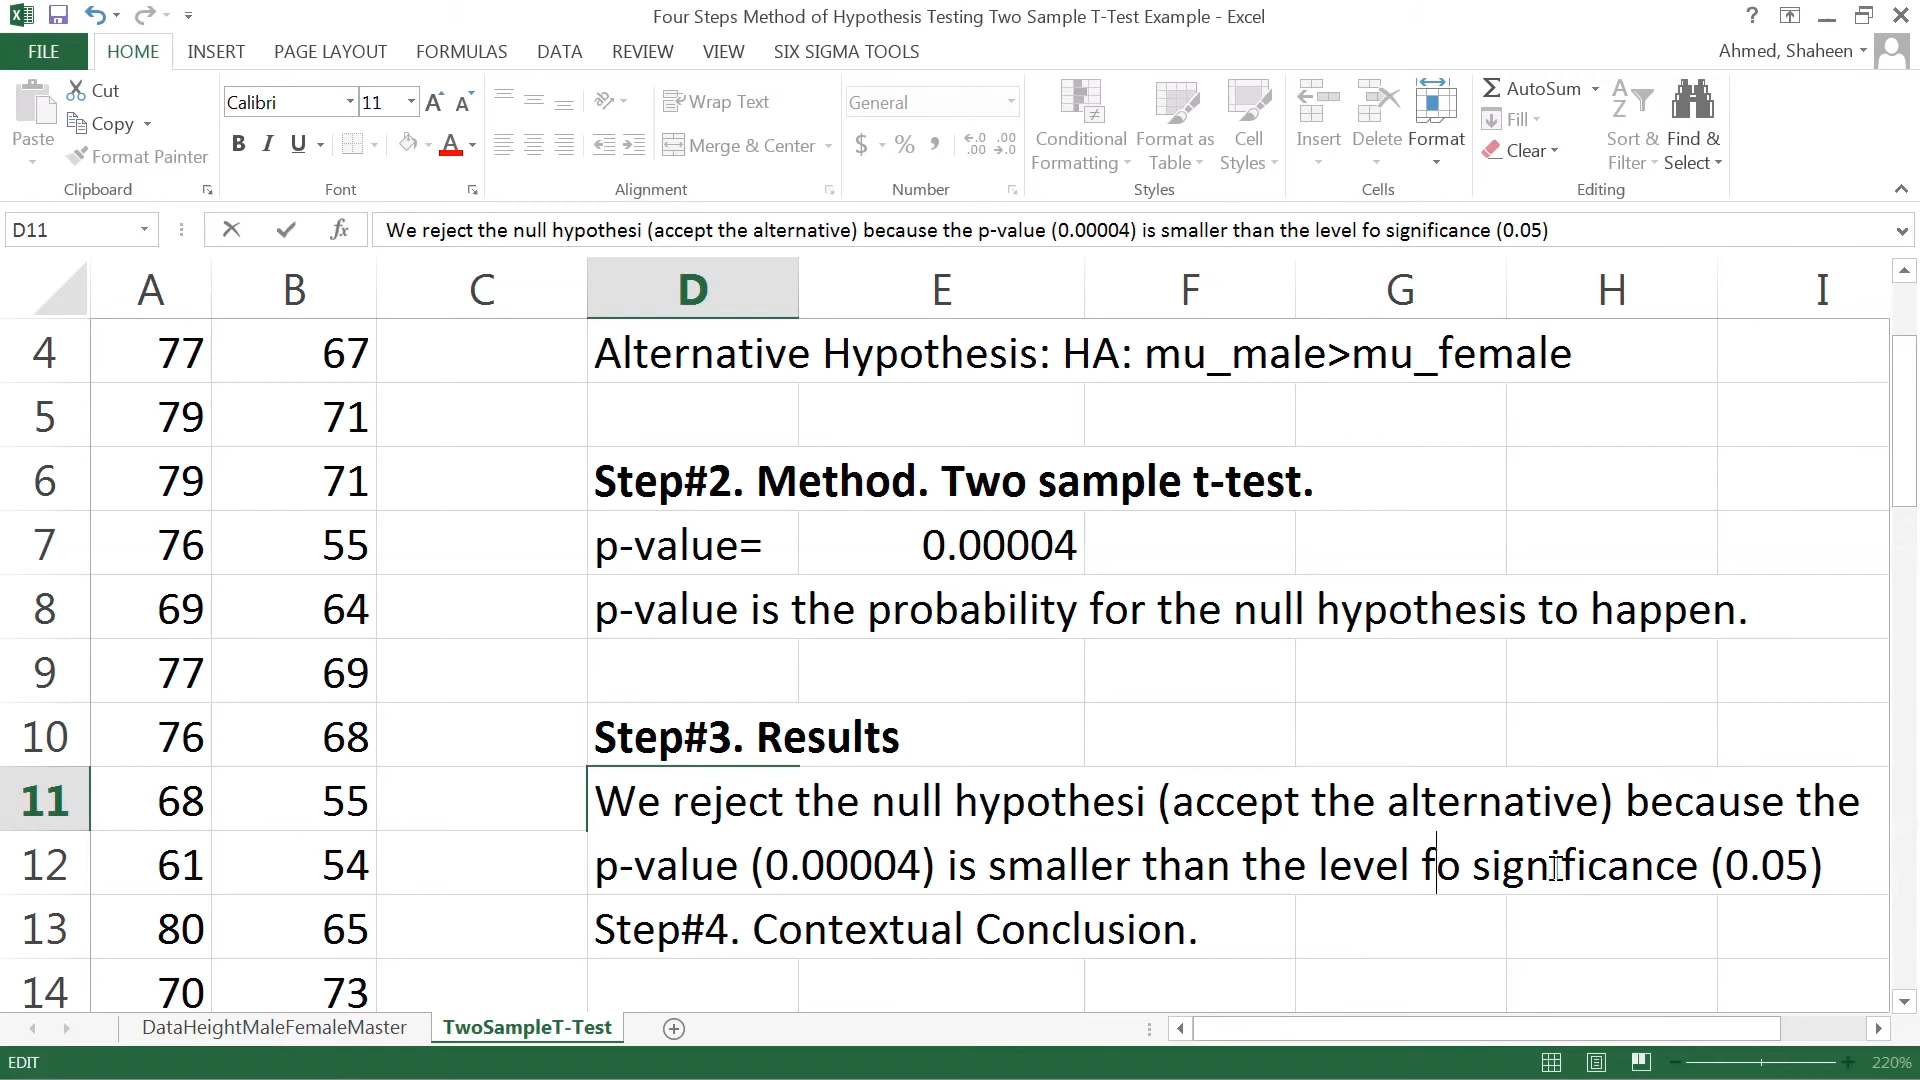 Four Steps Method of Hypothesis Testing Two Sample T-Test Example - Excel
?
FILE HOME INSERT PAGE LAYOUT FORMULAS DATA REVIEW VIEW SIX SIGMA TOOLS Ahmed, Shaheen
Paste
Cut
Copy
Format Painter
Clipboard
Calibri 11 A A
B I U A
Font
Wrap Text
Merge & Center
Alignment
General
$ % ,
←.0 .00
.00 →.0
Number
Conditional Formatting
Format as Table
Cell Styles
Styles
Insert
Delete
Format
Cells
AutoSum
Fill
Clear
Sort & Filter
Find & Select
Editing
D11 fx We reject the null hypothesi (accept the alternative) because the p-value (0.00004) is smaller than the level fo significance (0.05)
A B C D E F G H I
4 77 67 Alternative Hypothesis: HA: mu_male>mu_female
5 79 71
6 79 71 Step#2. Method. Two sample t-test.
7 76 55 p-value= 0.00004
8 69 64 p-value is the probability for the null hypothesis to happen.
9 77 69
10 76 68 Step#3. Results
11 68 55 We reject the null hypothesi (accept the alternative) because the
12 61 54 p-value (0.00004) is smaller than the level fo significance (0.05)
13 80 65 Step#4. Contextual Conclusion.
14 70 73
DataHeightMaleFemaleMaster TwoSampleT-Test
EDIT 220%